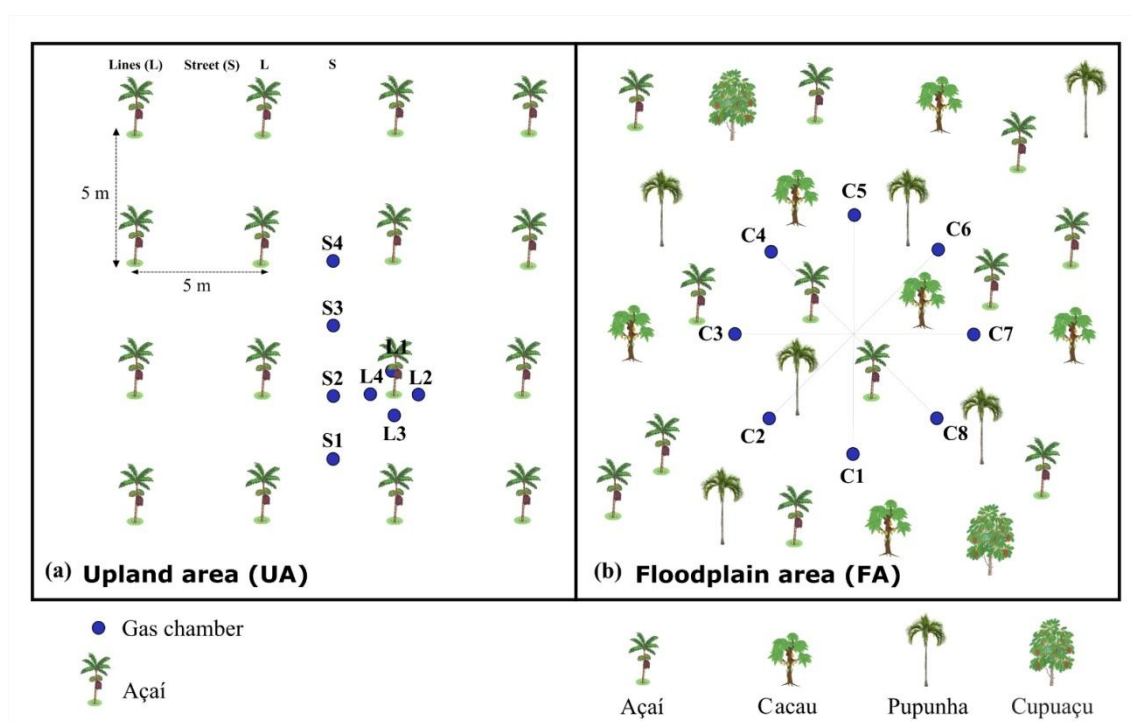 Lines (L) Street (S) L S
5 m
5 m
S4
S3
L1
S2 L4 L2
L3
S1
(a) Upland area (UA)
C5
C4 C6
C3 C7
C2 C8
C1
(b) Floodplain area (FA)
Gas chamber
Açaí
Açaí Cacau Pupunha Cupuaçu